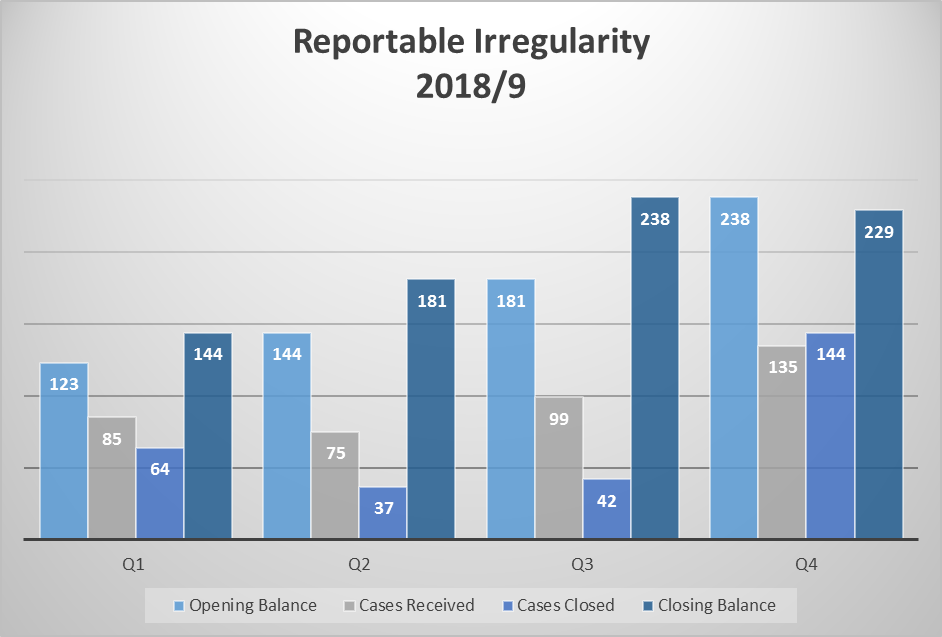 Reportable Irregularity
2018/9
123
85
64
144
144
75
37
181
181
99
42
238
238
135
144
229
Q1
Q2
Q3
Q4
Opening Balance
Cases Received
Cases Closed
Closing Balance